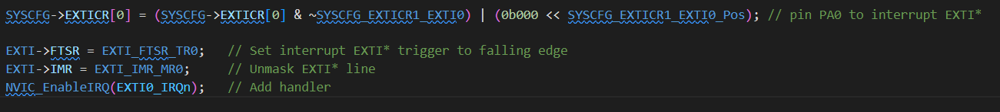 SYSCFG->EXTICR[0] = (SYSCFG->EXTICR[0] & ~SYSCFG_EXTICR1_EXTI0) | (0b000 << SYSCFG_EXTICR1_EXTI0_Pos); // pin PA0 to interrupt EXTI*
EXTI->FTSR = EXTI_FTSR_TR0;   // Set interrupt EXTI* trigger to falling edge
EXTI->IMR = EXTI_IMR_MR0;     // Unmask EXTI* line
NVIC_EnableIRQ(EXTI0_IRQn);   // Add handler